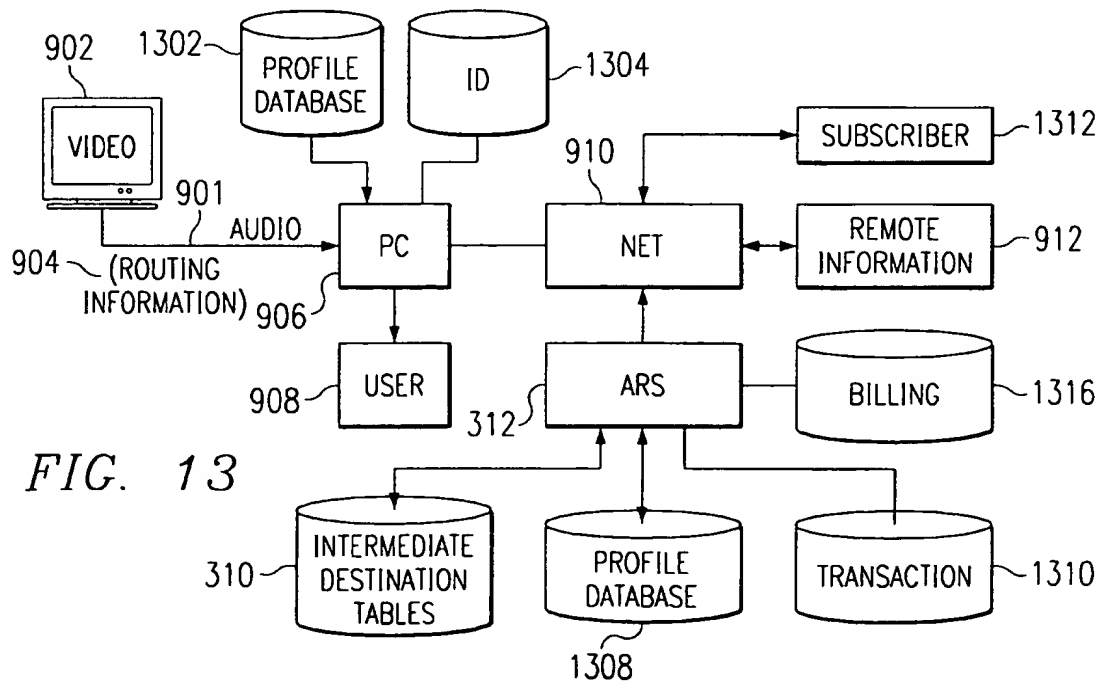 902
VIDEO
1302
PROFILE
DATABASE
ID
1304
901
AUDIO
904
(ROUTING
INFORMATION)
PC
906
910
NET
SUBSCRIBER
1312
REMOTE
INFORMATION
912
USER
908
ARS
312
BILLING
1316
FIG. 13
310
INTERMEDIATE
DESTINATION
TABLES
PROFILE
DATABASE
1308
TRANSACTION
1310